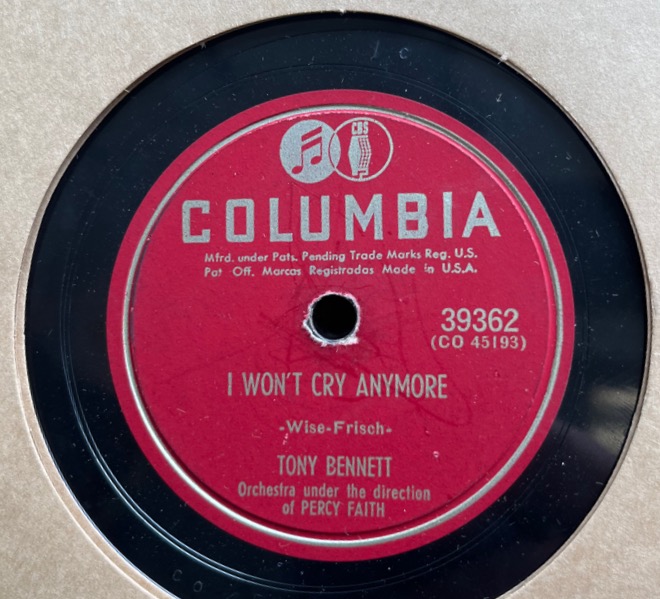 CBS
COLUMBIA
Mfrd. under Pats. Pending Trade Marks Reg. U.S.
Pat. Off. Marcas Registradas Made in U.S.A.
39362
(CO 45193)
I WON'T CRY ANYMORE
-Wise-Frisch-
TONY BENNETT
Orchestra under the direction
of PERCY FAITH